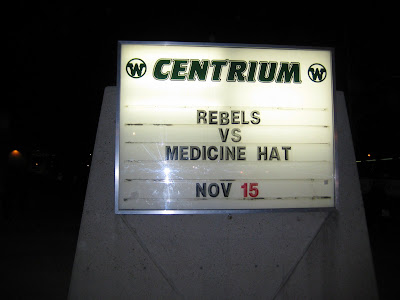 W CENTRIUM W
REBELS
VS
MEDICINE HAT
NOV 15